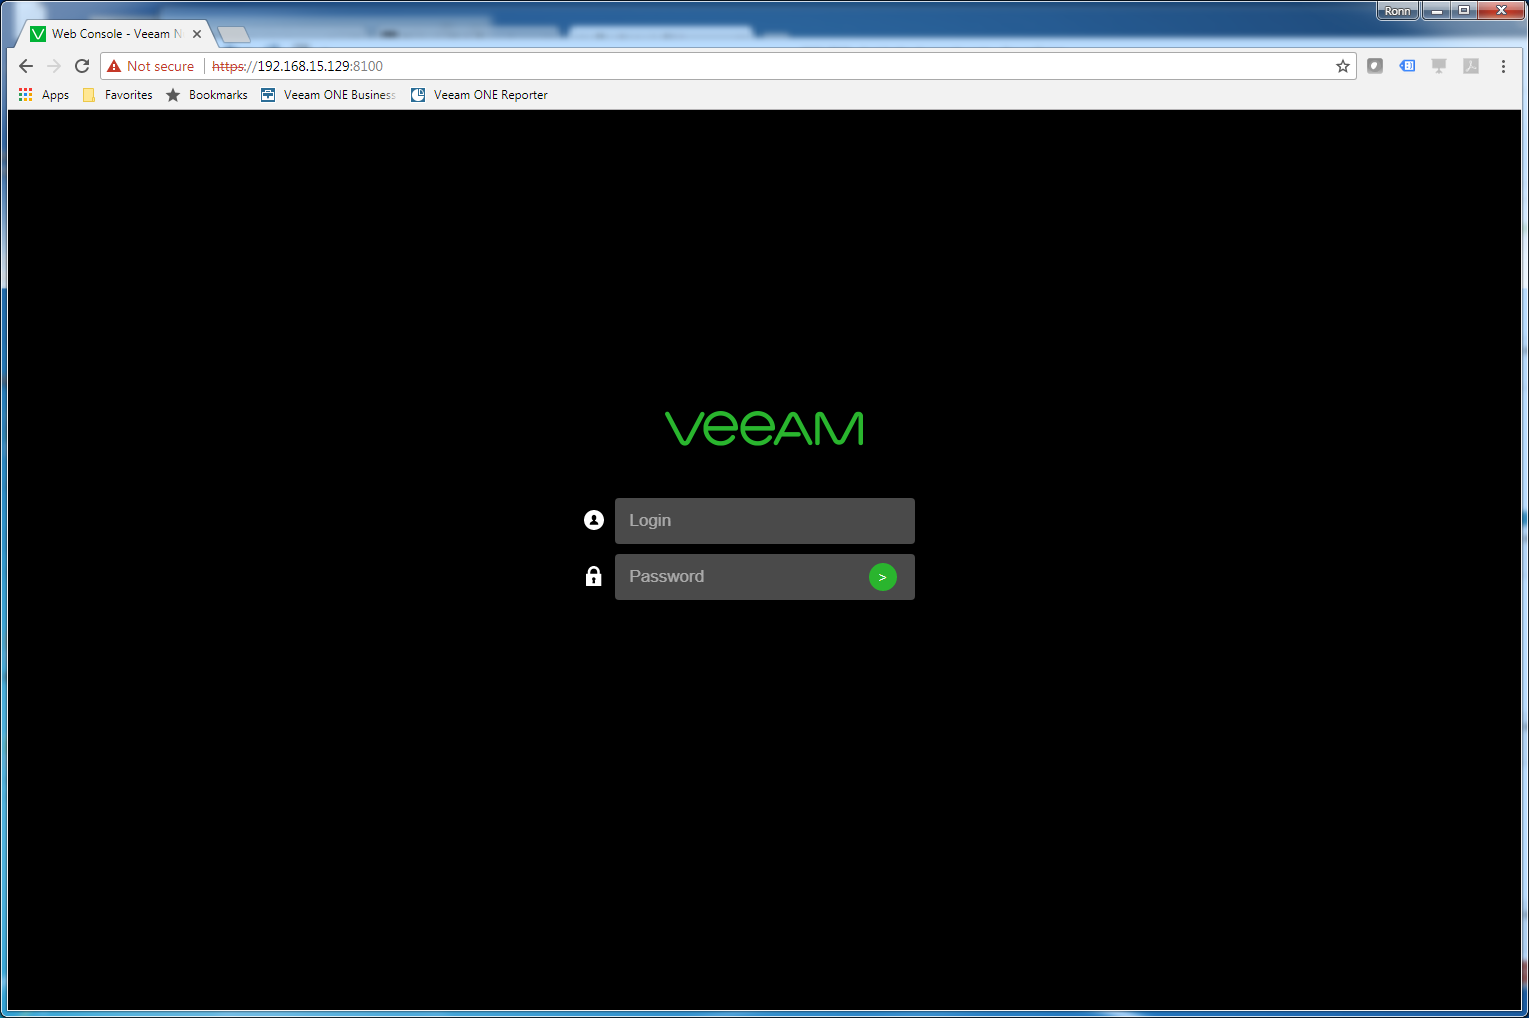 Ronn
Web Console - Veeam N
Not secure https://192.168.15.129:8100
Apps Favorites Bookmarks Veeam ONE Business Veeam ONE Reporter
veeAM
Login
Password
>